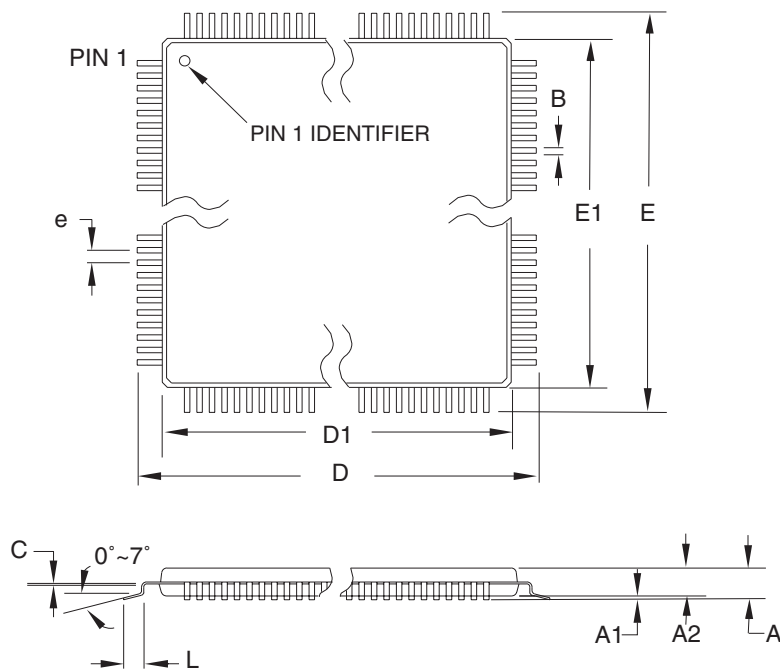 PIN 1
B
PIN 1 IDENTIFIER
E1
E
e
D1
D
C
0°~7°
A1
A2
A
L